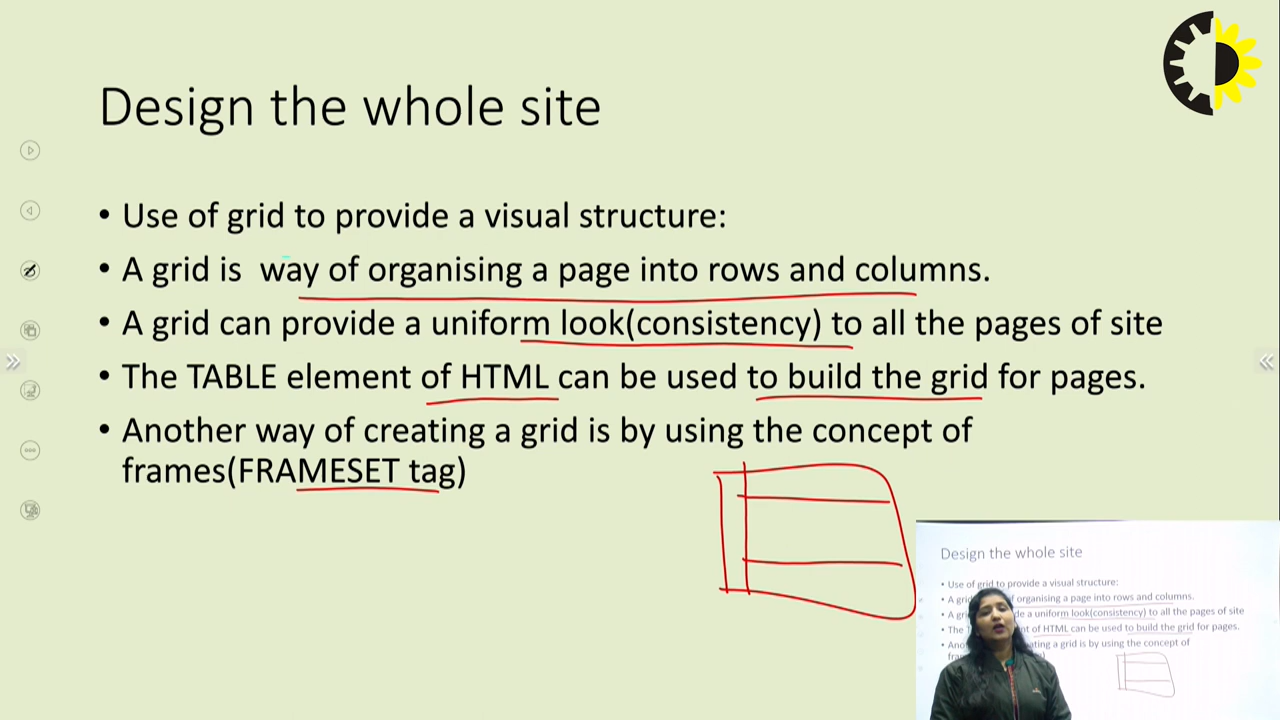 Design the whole site
• Use of grid to provide a visual structure:
• A grid is  way of organising a page into rows and columns.
• A grid can provide a uniform look(consistency) to all the pages of site
• The TABLE element of HTML can be used to build the grid for pages.
• Another way of creating a grid is by using the concept of
frames(FRAMESET tag)
Design the whole site
• Use of grid to provide a visual structure:
• A grid of organising a page into rows and columns.
• A a uniform look(consistency) to all the pages of site
• The of HTML can be used to build the grid for pages.
a grid is by using the concept of